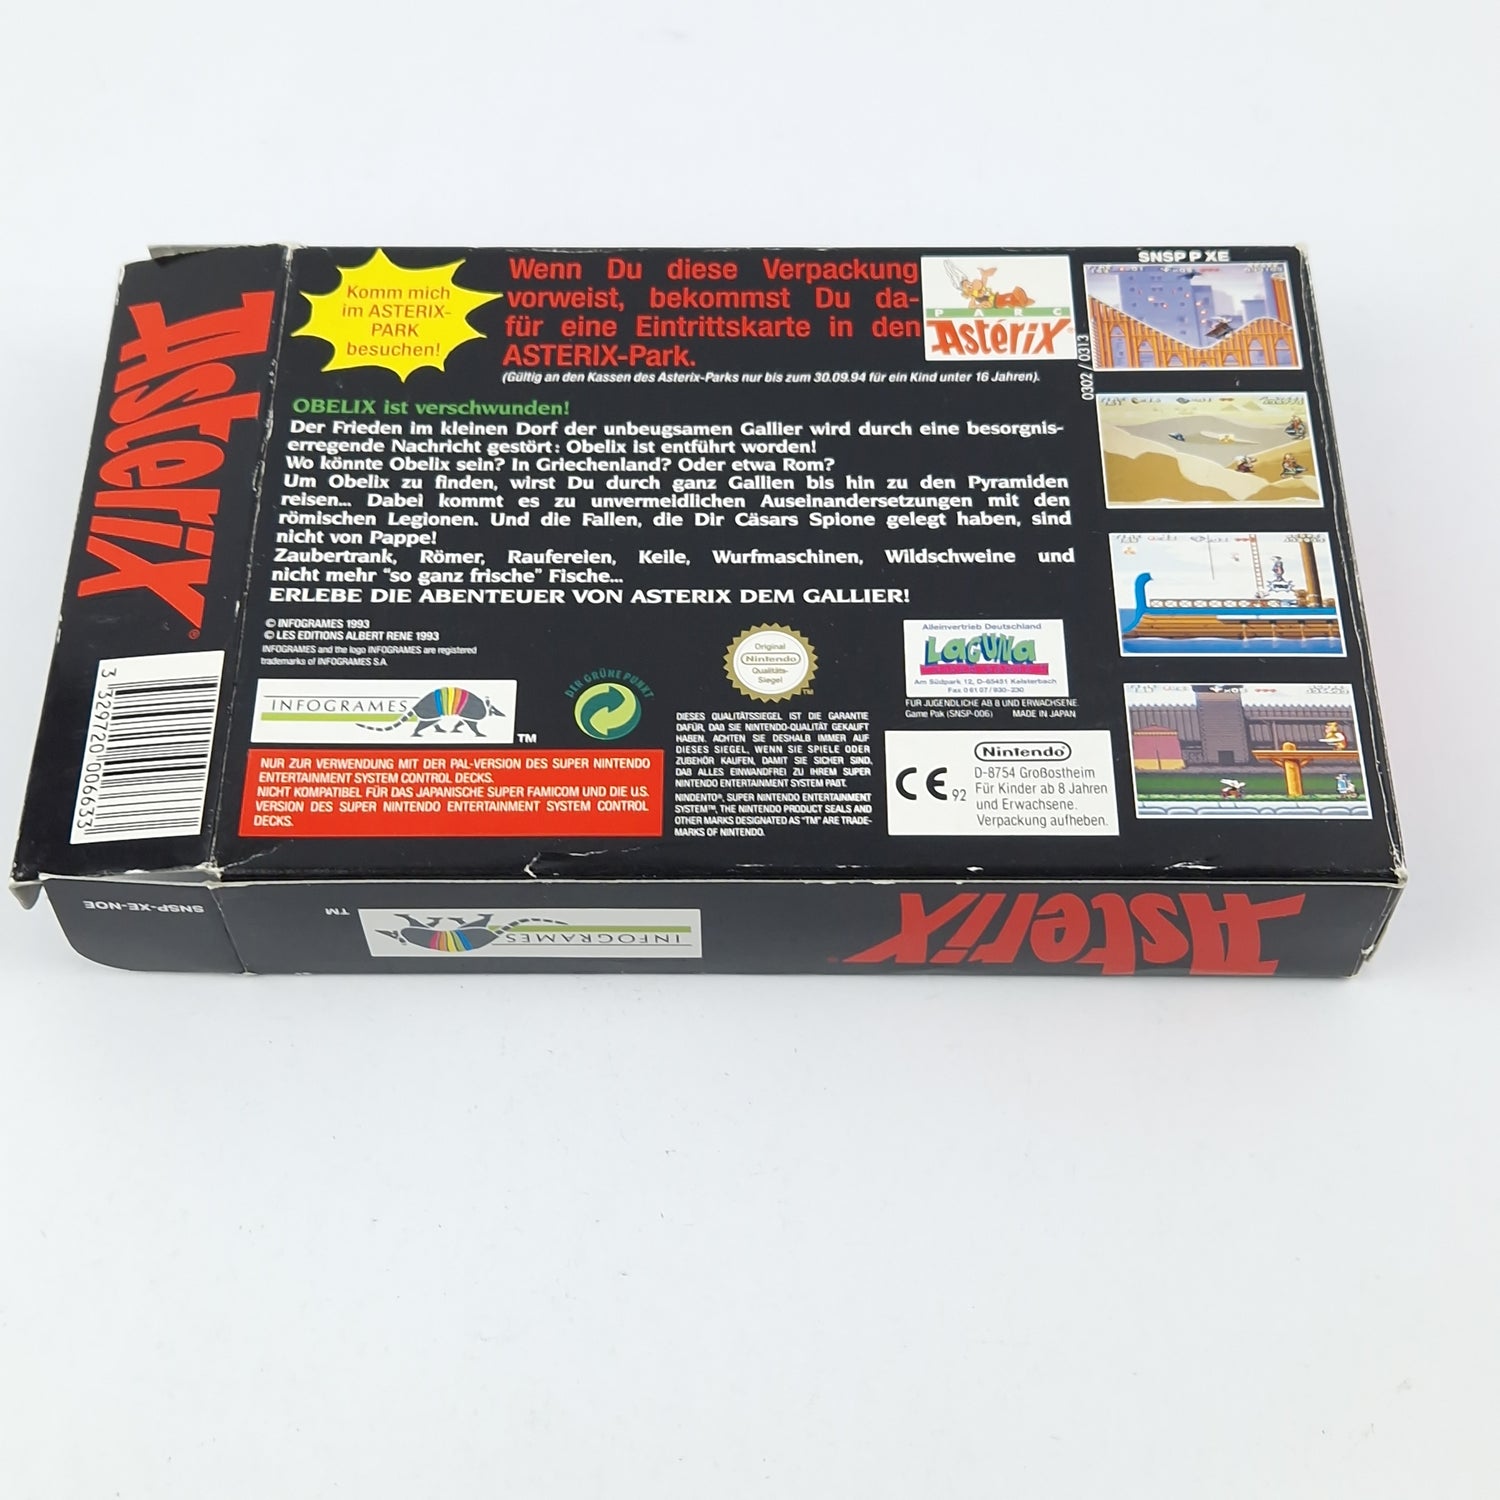 Asterix®
3 329720 006633
Komm mich
im ASTERIX-
PARK
besuchen!
Wenn Du diese Verpackung
vorweist, bekommst Du da-
für eine Eintrittskarte in den
ASTERIX-Park.
(Gültig an den Kassen des Asterix-Parks nur bis zum 30.09.94 für ein Kind unter 16 Jahren).
PARC
Astérix
SNSP P XE
0302 / 0313
OBELIX ist verschwunden!
Der Frieden im kleinen Dorf der unbeugsamen Gallier wird durch eine besorgnis-
erregende Nachricht gestört: Obelix ist entführt worden!
Wo könnte Obelix sein? In Griechenland? Oder etwa Rom?
Um Obelix zu finden, wirst Du durch ganz Gallien bis hin zu den Pyramiden
reisen... Dabei kommt es zu unvermeidlichen Auseinandersetzungen mit den
römischen Legionen. Und die Fallen, die Dir Cäsars Spione gelegt haben, sind
nicht von Pappe!
Zaubertrank, Römer, Raufereien, Keile, Wurfmaschinen, Wildschweine und
nicht mehr "so ganz frische" Fische...
ERLEBE DIE ABENTEUER VON ASTERIX DEM GALLIER!
© INFOGRAMES 1993
© LES EDITIONS ALBERT RENE 1993
INFOGRAMES and the logo INFOGRAMES are registered
trademarks of INFOGRAMES S.A.
INFOGRAMES
TM
DER GRÜNE PUNKT
NUR ZUR VERWENDUNG MIT DER PAL-VERSION DES SUPER NINTENDO
ENTERTAINMENT SYSTEM CONTROL DECKS.
NICHT KOMPATIBEL FÜR DAS JAPANISCHE SUPER FAMICOM UND DIE U.S.
VERSION DES SUPER NINTENDO ENTERTAINMENT SYSTEM CONTROL
DECKS.
Original
Nintendo
Qualitäts-
Siegel
TM
DIESES QUALITÄTSSIEGEL IST DIE GARANTIE
DAFÜR, DAß SIE NINTENDO-QUALITÄT GEKAUFT
HABEN. ACHTEN SIE DESHALB IMMER AUF
DIESES SIEGEL, WENN SIE SPIELE ODER
ZUBEHÖR KAUFEN, DAMIT SIE SICHER SIND,
DAß ALLES EINWANDFREI ZU IHREM SUPER
NINTENDO ENTERTAINMENT SYSTEM PAßT.
NINDENTO®, SUPER NINTENDO ENTERTAINMENT
SYSTEM™, THE NINTENDO PRODUCT SEALS AND
OTHER MARKS DESIGNATED AS "TM" ARE TRADE-
MARKS OF NINTENDO.
Alleinvertrieb Deutschland
LAGUNA
Am Südpark 12, D-65451 Kelsterbach
Fax 0 61 07 / 930-230
FÜR JUGENDLICHE AB 8 UND ERWACHSENE.
Game Pak (SNSP-006) MADE IN JAPAN
CE 92
Nintendo®
D-8754 Großostheim
Für Kinder ab 8 Jahren
und Erwachsene.
Verpackung aufheben.
SNSP-XE-NOE
TM
INFOGRAMES
Asterix®